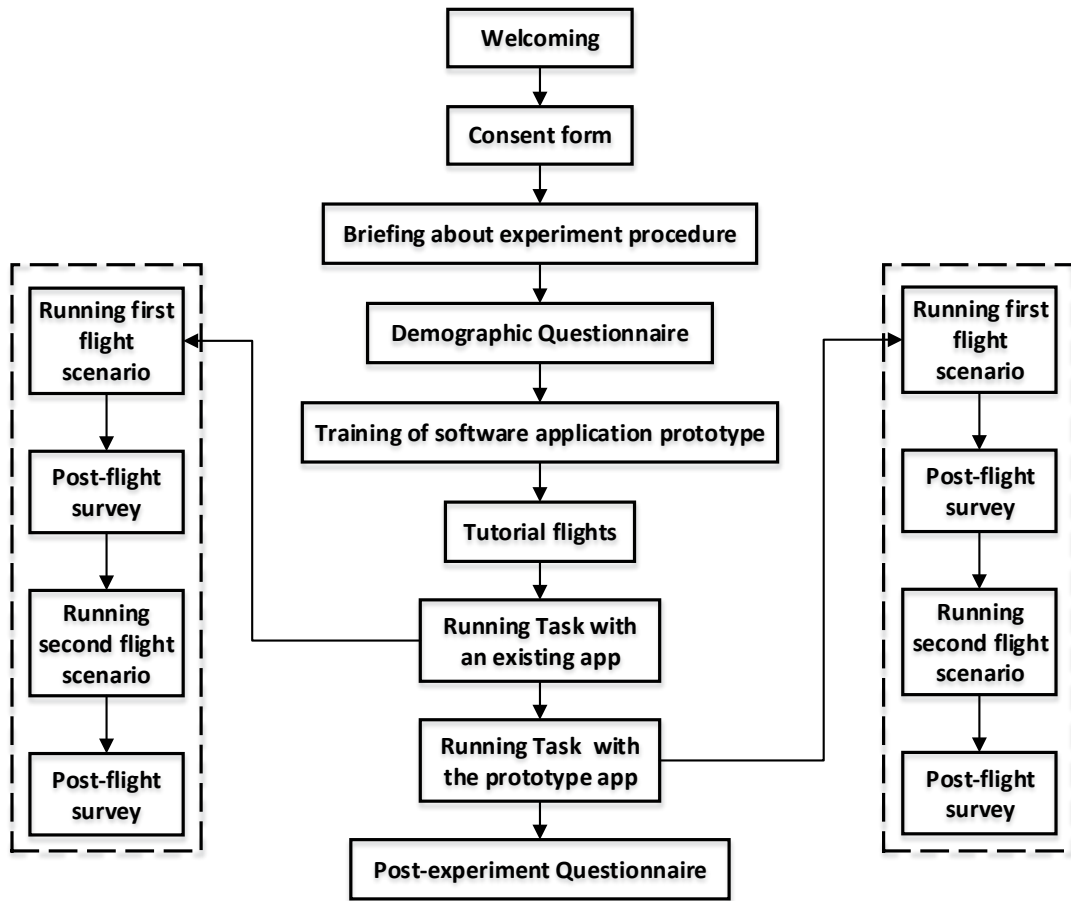 Welcoming
Consent form
Briefing about experiment procedure
Demographic Questionnaire
Training of software application prototype
Tutorial flights
Running Task with
an existing app
Running Task with
the prototype app
Post-experiment Questionnaire
Running first
flight
scenario
Post-flight
survey
Running
second flight
scenario
Post-flight
survey
Running first
flight
scenario
Post-flight
survey
Running
second flight
scenario
Post-flight
survey